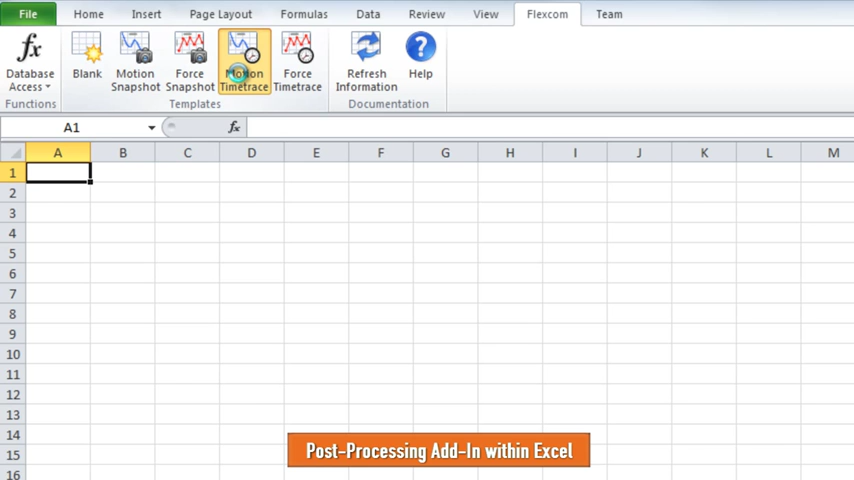 File Home Insert Page Layout Formulas Data Review View Flexcom Team
fx
Database Access
Blank
Motion Snapshot
Force Snapshot
Motion Timetrace
Force Timetrace
Refresh Information
Help
Functions Templates Documentation
A1 fx
A B C D E F G H I J K L M
1
2
3
4
5
6
7
8
9
10
11
12
13
14
15
16
Post-Processing Add-In within Excel